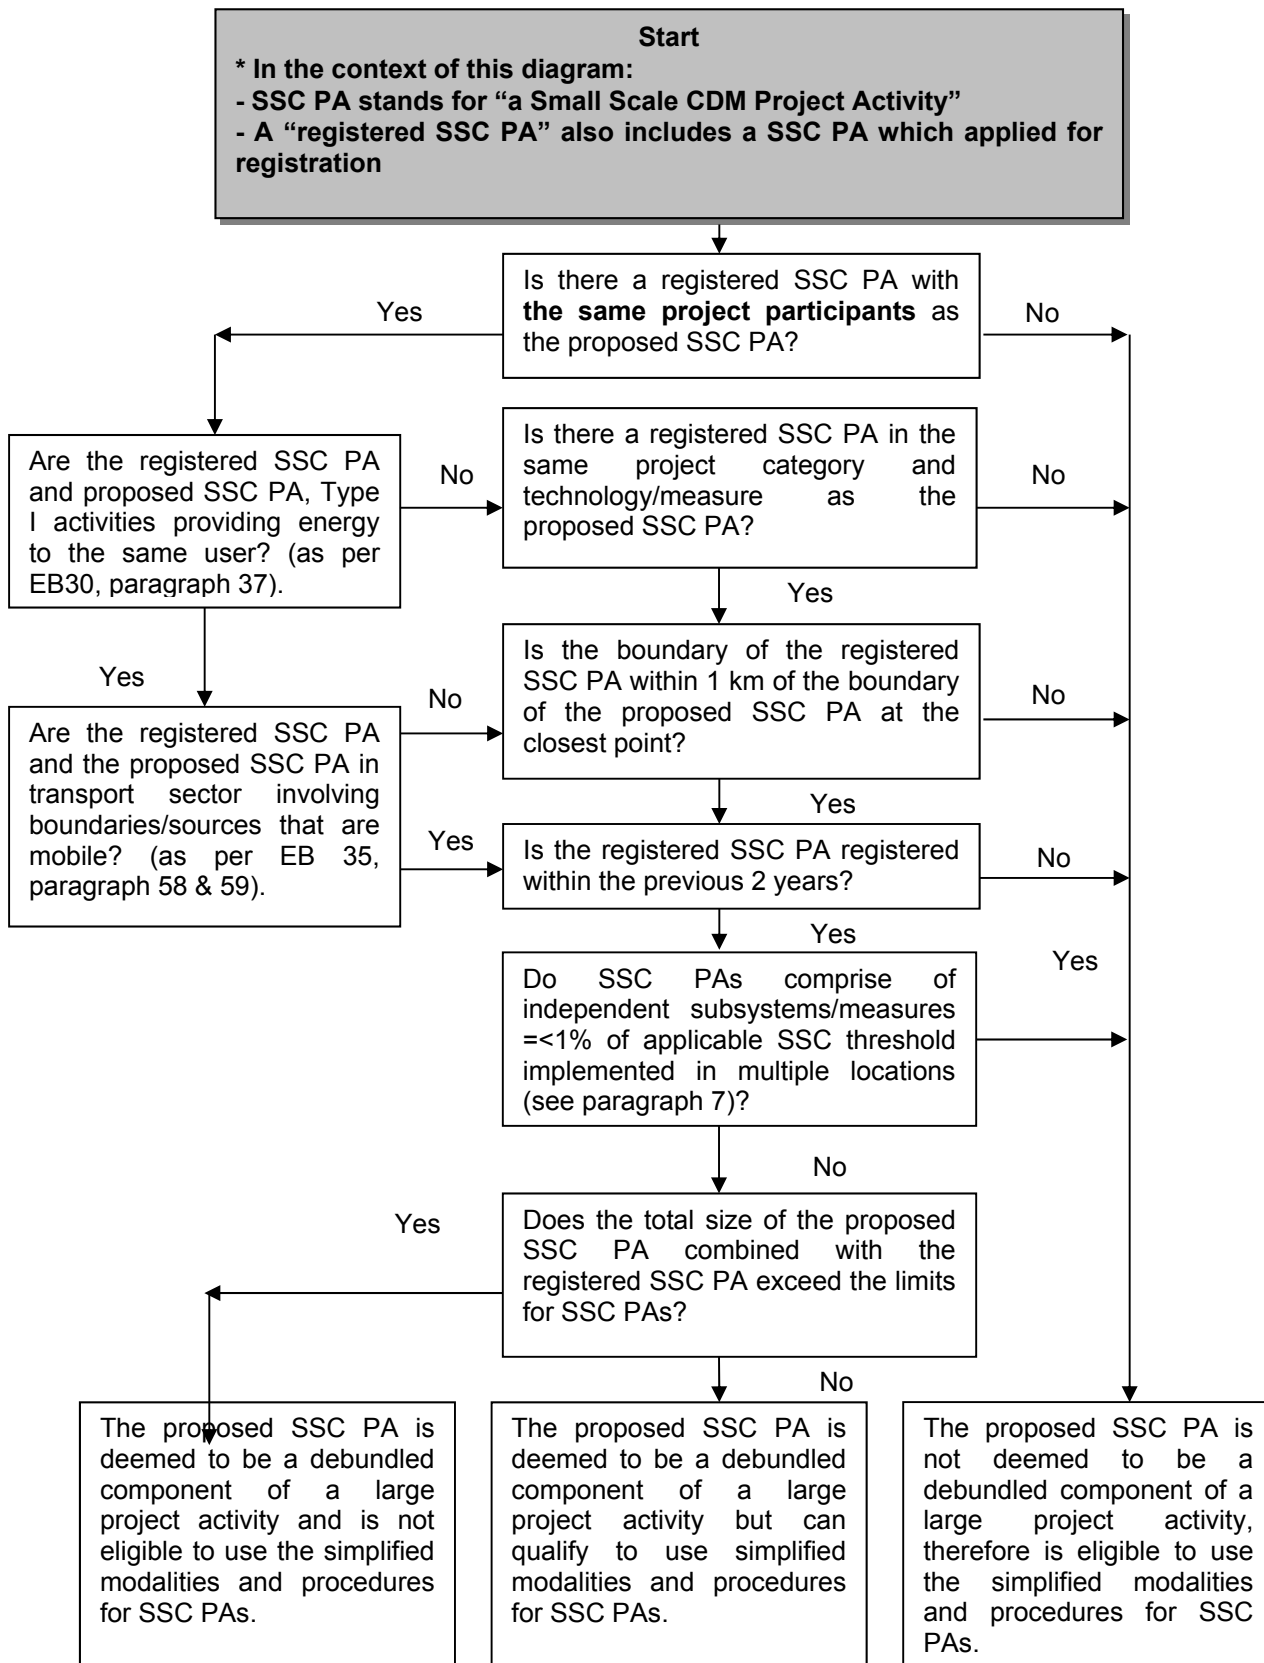 Start
* In the context of this diagram:
- SSC PA stands for “a Small Scale CDM Project Activity”
- A “registered SSC PA” also includes a SSC PA which applied for
registration
Is there a registered SSC PA with
the same project participants as
the proposed SSC PA?
Yes
No
Are the registered SSC PA
and proposed SSC PA, Type
I activities providing energy
to the same user? (as per
EB30, paragraph 37).
No
Is there a registered SSC PA in the
same project category and
technology/measure as the
proposed SSC PA?
No
Yes
Yes
Is the boundary of the registered
SSC PA within 1 km of the boundary
of the proposed SSC PA at the
closest point?
No
No
Are the registered SSC PA
and the proposed SSC PA in
transport sector involving
boundaries/sources that are
mobile? (as per EB 35,
paragraph 58 & 59).
Yes
Yes
Is the registered SSC PA registered
within the previous 2 years?
No
Yes
Do SSC PAs comprise of
independent subsystems/measures
=<1% of applicable SSC threshold
implemented in multiple locations
(see paragraph 7)?
Yes
No
Does the total size of the proposed
SSC PA combined with the
registered SSC PA exceed the limits
for SSC PAs?
Yes
No
The proposed SSC PA is
deemed to be a debundled
component of a large
project activity and is not
eligible to use the simplified
modalities and procedures
for SSC PAs.
The proposed SSC PA is
deemed to be a debundled
component of a large
project activity but can
qualify to use simplified
modalities and procedures
for SSC PAs.
The proposed SSC PA is
not deemed to be a
debundled component of a
large project activity,
therefore is eligible to use
the simplified modalities
and procedures for SSC
PAs.